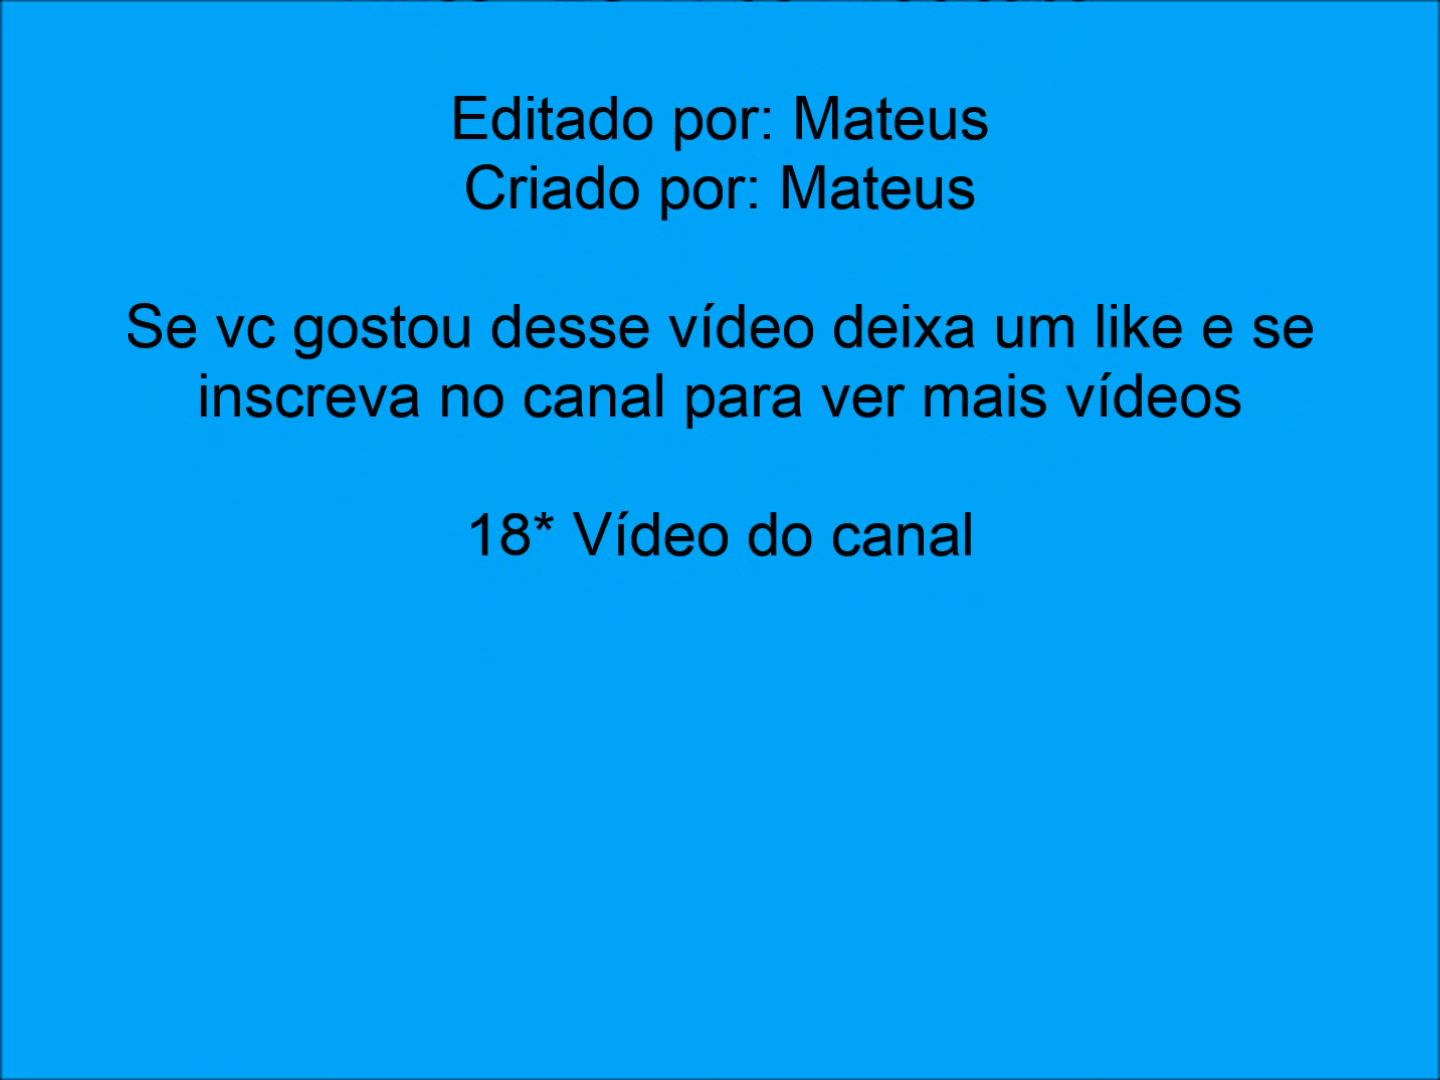 Editado por: Mateus
Criado por: Mateus
Se vc gostou desse vídeo deixa um like e se
inscreva no canal para ver mais vídeos
18* Vídeo do canal